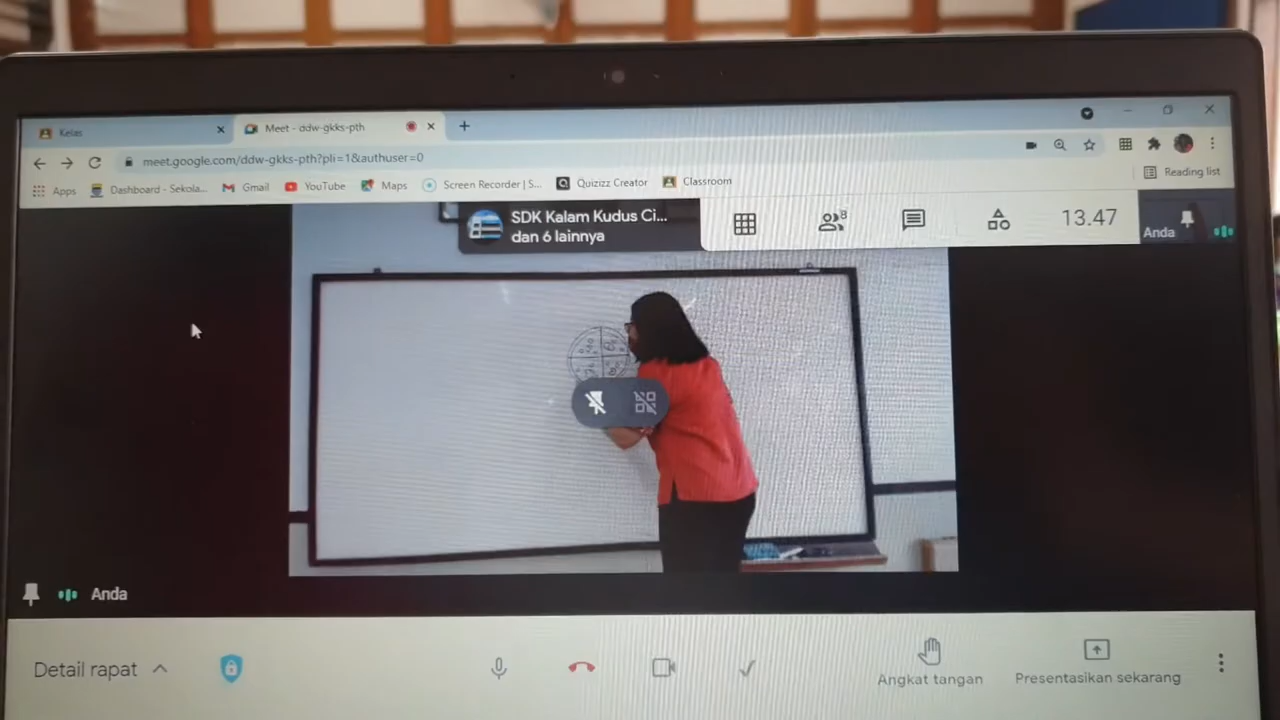 Kelas
Meet - ddw-gkks-pth
meet.google.com/ddw-gkks-pth?pli=1&authuser=0
Apps Dashboard - Sekola... Gmail YouTube Maps Screen Recorder | S... Quizizz Creator Classroom Reading list
SDK Kalam Kudus Ci...
dan 6 lainnya
8
13.47
Anda
Anda
Detail rapat
Angkat tangan
Presentasikan sekarang